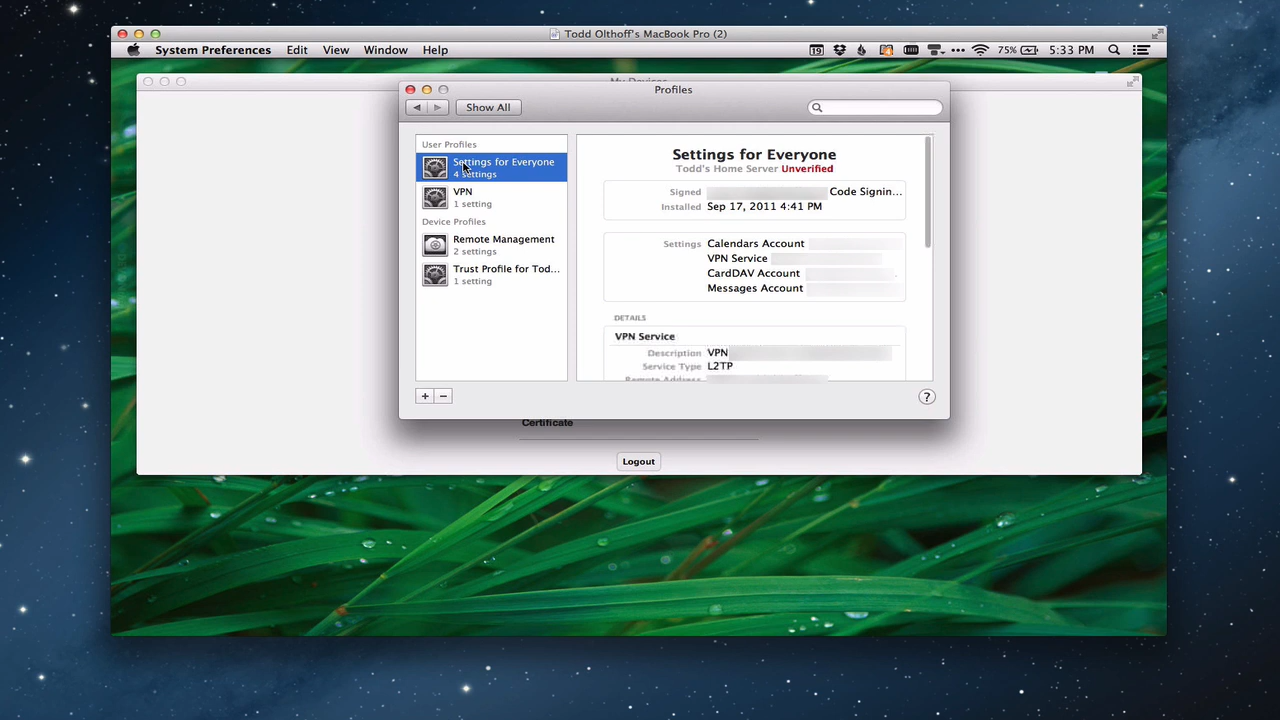 Todd Olthoff's MacBook Pro (2)
System Preferences Edit View Window Help 19 4 75% 5:33 PM
Profiles
Show All
User Profiles
Settings for Everyone
4 settings
VPN
1 setting
Device Profiles
Remote Management
2 settings
Trust Profile for Tod...
1 setting
Settings for Everyone
Todd's Home Server Unverified
Signed Code Signin...
Installed Sep 17, 2011 4:41 PM
Settings Calendars Account
VPN Service
CardDAV Account
Messages Account
DETAILS
VPN Service
Description VPN
Service Type L2TP
Remote Address
+ − ?
Certificate
Logout